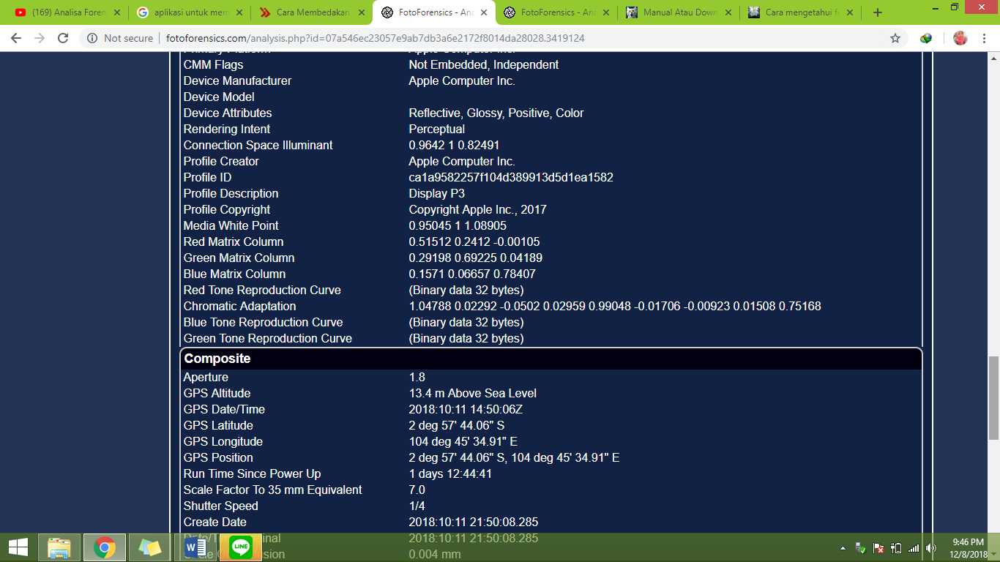 (169) Analisa Foren
aplikasi untuk mem
Cara Membedakan
FotoForensics - Ana
FotoForensics - Ana
Manual Atau Down
Cara mengetahui fu
Not secure | fotoforensics.com/analysis.php?id=07a546ec23057e9ab7db3a6e2172f8014da28028.3419124
Primary Platform Apple Computer Inc.
CMM Flags Not Embedded, Independent
Device Manufacturer Apple Computer Inc.
Device Model
Device Attributes Reflective, Glossy, Positive, Color
Rendering Intent Perceptual
Connection Space Illuminant 0.9642 1 0.82491
Profile Creator Apple Computer Inc.
Profile ID ca1a9582257f104d389913d5d1ea1582
Profile Description Display P3
Profile Copyright Copyright Apple Inc., 2017
Media White Point 0.95045 1 1.08905
Red Matrix Column 0.51512 0.2412 -0.00105
Green Matrix Column 0.29198 0.69225 0.04189
Blue Matrix Column 0.1571 0.06657 0.78407
Red Tone Reproduction Curve (Binary data 32 bytes)
Chromatic Adaptation 1.04788 0.02292 -0.0502 0.02959 0.99048 -0.01706 -0.00923 0.01508 0.75168
Blue Tone Reproduction Curve (Binary data 32 bytes)
Green Tone Reproduction Curve (Binary data 32 bytes)
Composite
Aperture 1.8
GPS Altitude 13.4 m Above Sea Level
GPS Date/Time 2018:10:11 14:50:06Z
GPS Latitude 2 deg 57' 44.06" S
GPS Longitude 104 deg 45' 34.91" E
GPS Position 2 deg 57' 44.06" S, 104 deg 45' 34.91" E
Run Time Since Power Up 1 days 12:44:41
Scale Factor To 35 mm Equivalent 7.0
Shutter Speed 1/4
Create Date 2018:10:11 21:50:08.285
2018:10:11 21:50:08.285
0.004 mm
LINE
9:46 PM
12/8/2018